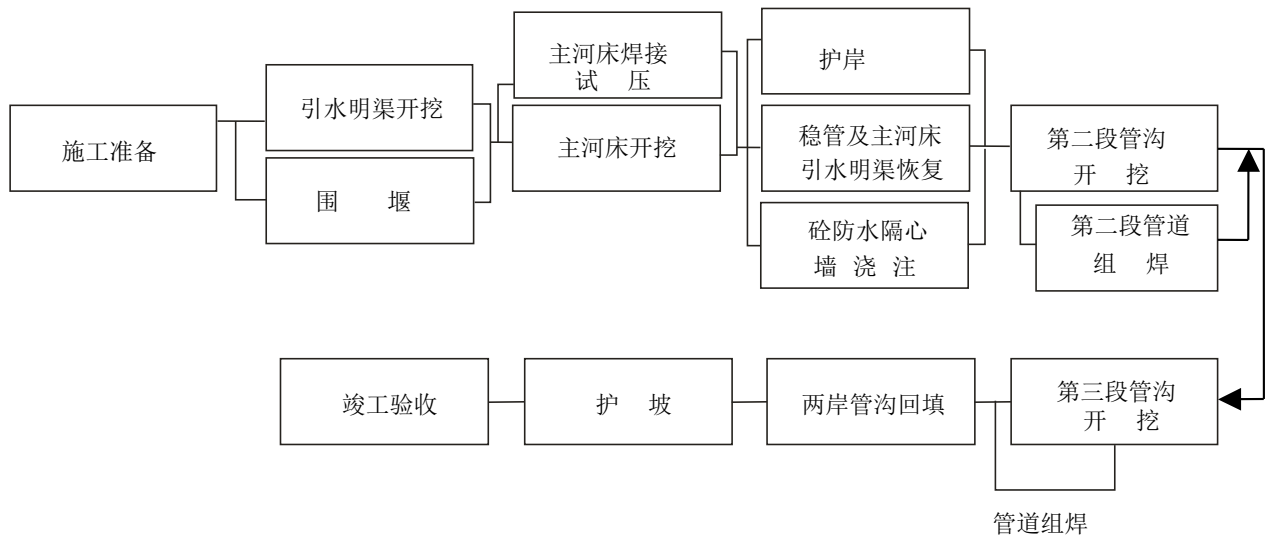 施工准备
引水明渠开挖
围 堰
主河床焊接
试 压
主河床开挖
护岸
稳管及主河床
引水明渠恢复
砼防水隔心
墙 浇 注
第二段管沟
开 挖
第二段管道
组 焊
第三段管沟
开 挖
管道组焊
两岸管沟回填
护 坡
竣工验收